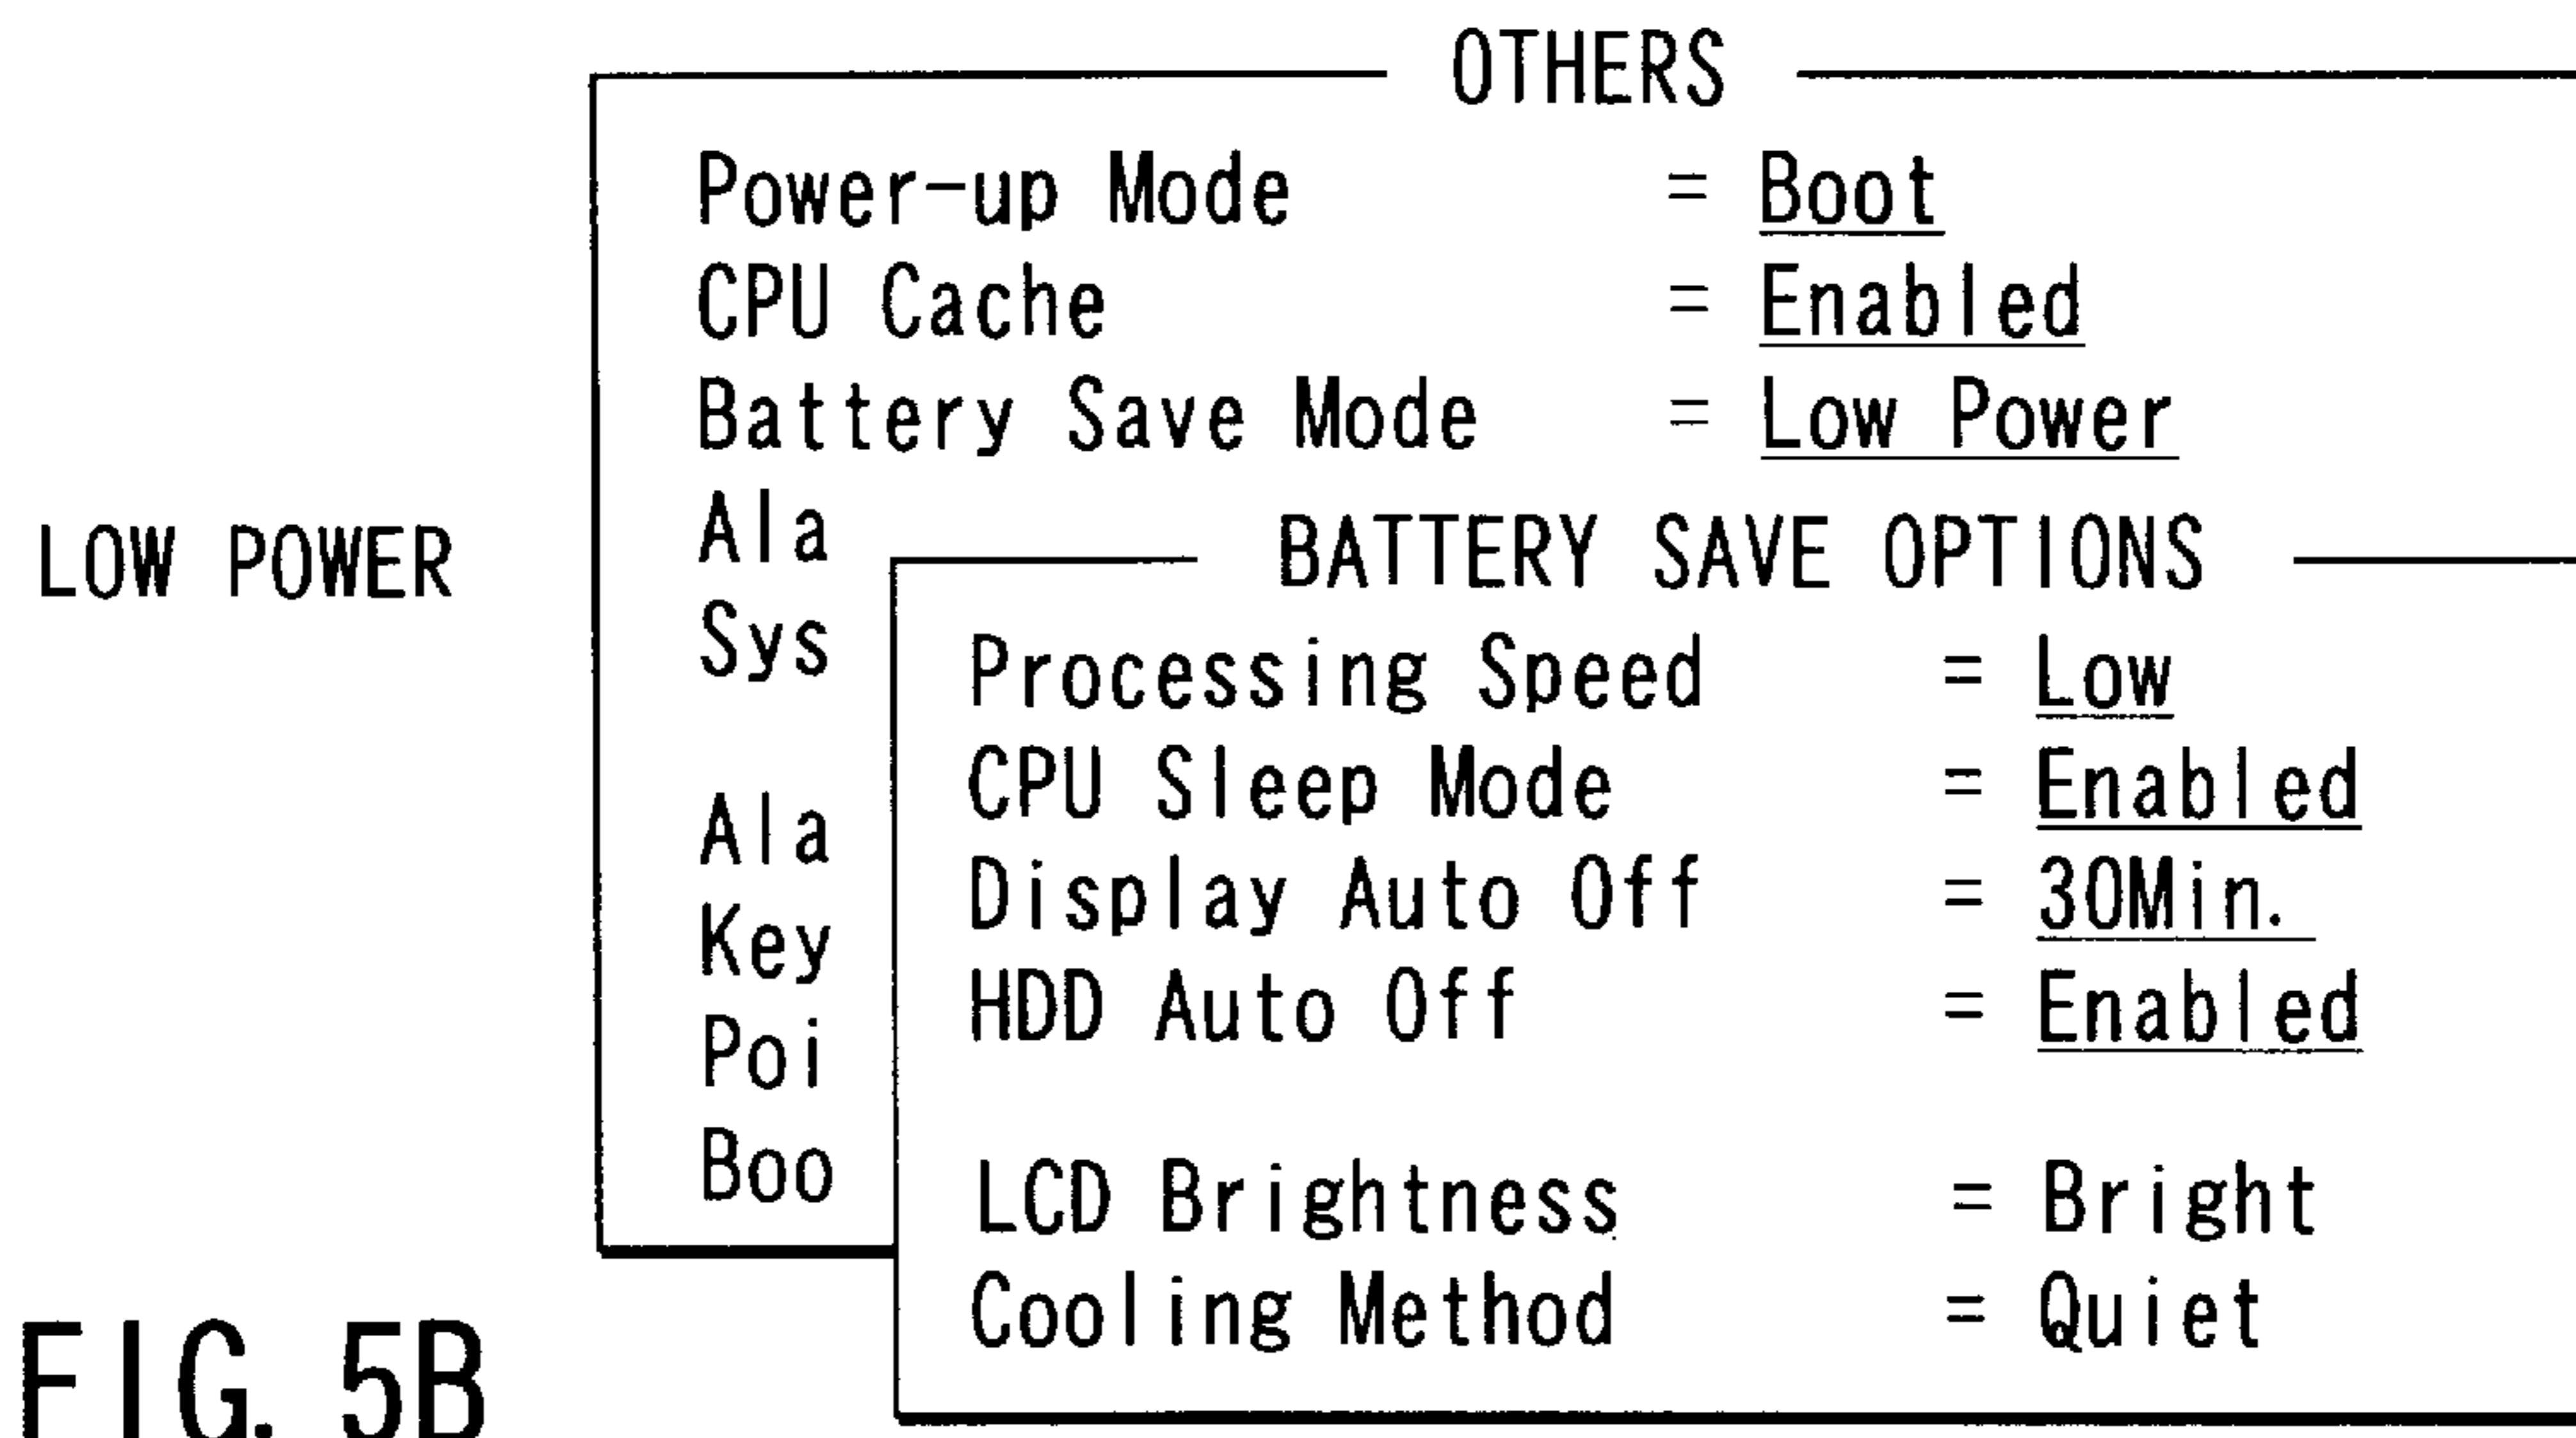 OTHERS
Power-up Mode = Boot
CPU Cache = Enabled
Battery Save Mode = Low Power
Ala
Sys
Ala
Key
Poi
Boo
LOW POWER
BATTERY SAVE OPTIONS
Processing Speed = Low
CPU Sleep Mode = Enabled
Display Auto Off = 30Min.
HDD Auto Off = Enabled
LCD Brightness = Bright
Cooling Method = Quiet
FIG. 5B